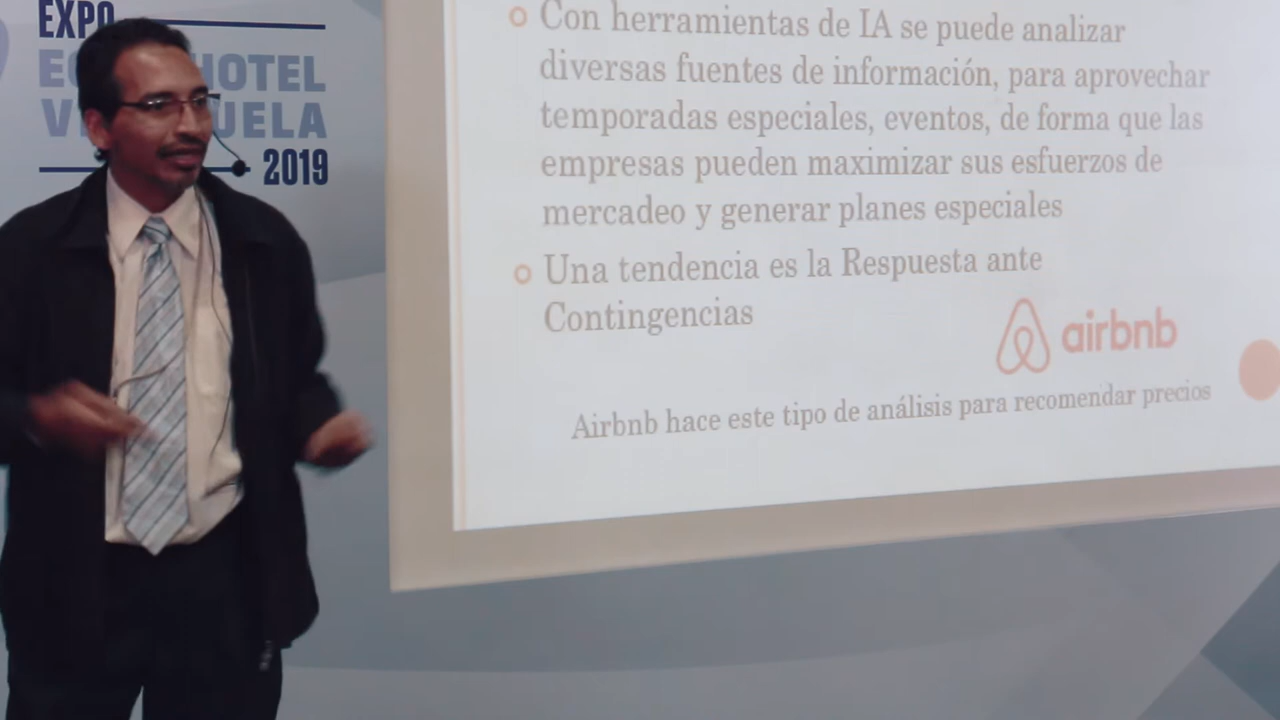 EXPO
HOTEL
2019
Con herramientas de IA se puede analizar
diversas fuentes de información, para aprovechar
temporadas especiales, eventos, de forma que las
empresas pueden maximizar sus esfuerzos de
mercadeo y generar planes especiales
Una tendencia es la Respuesta ante
Contingencias
airbnb
Airbnb hace este tipo de análisis para recomendar precios